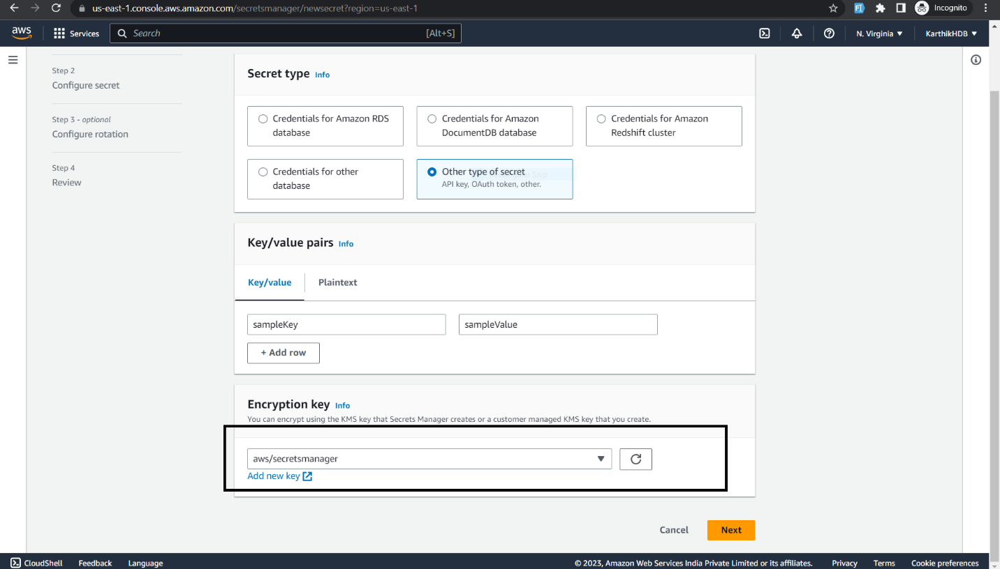 us-east-1.console.aws.amazon.com/secretsmanager/newsecret?region=us-east-1
Incognito
aws
Services
Search
[Alt+S]
N. Virginia
KarthikHDB
Step 2
Configure secret
Step 3 - optional
Configure rotation
Step 4
Review
Secret type Info
Credentials for Amazon RDS
database
Credentials for Amazon
DocumentDB database
Credentials for Amazon
Redshift cluster
Credentials for other
database
Other type of secret
API key, OAuth token, other.
Key/value pairs Info
Key/value
Plaintext
sampleKey
sampleValue
+ Add row
Encryption key Info
You can encrypt using the KMS key that Secrets Manager creates or a customer managed KMS key that you create.
aws/secretsmanager
Add new key
Cancel
Next
CloudShell
Feedback
Language
© 2023, Amazon Web Services India Private Limited or its affiliates.
Privacy
Terms
Cookie preferences